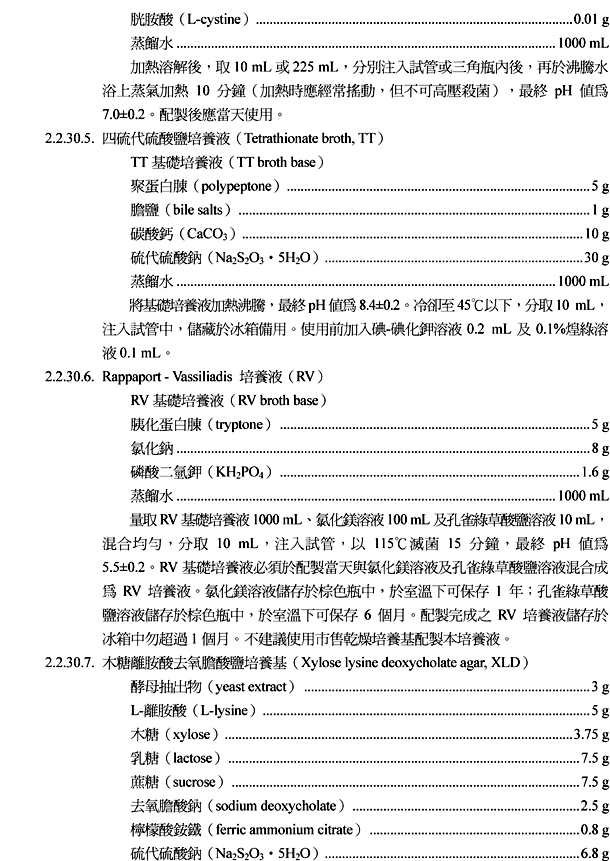 胱胺酸（L-cystine）..........0.01 g
蒸餾水..........1000 mL
加熱溶解後，取 10 mL 或 225 mL，分別注入試管或三角瓶內後，再於沸騰水
浴上蒸氣加熱 10 分鐘（加熱時應經常搖動，但不可高壓殺菌），最終 pH 值為
7.0±0.2。配製後應當天使用。
2.2.30.5. 四硫代硫酸鹽培養液（Tetrathionate broth, TT）
TT 基礎培養液（TT broth base）
聚蛋白腖（polypeptone）..........5 g
膽鹽（bile salts）..........1 g
碳酸鈣（CaCO₃）..........10 g
硫代硫酸鈉（Na₂S₂O₃・5H₂O）..........30 g
蒸餾水..........1000 mL
將基礎培養液加熱沸騰，最終 pH 值為 8.4±0.2。冷卻至 45℃以下，分取 10 mL，
注入試管中，儲藏於冰箱備用。使用前加入碘-碘化鉀溶液 0.2 mL 及 0.1%煌綠溶
液 0.1 mL。
2.2.30.6. Rappaport - Vassiliadis 培養液（RV）
RV 基礎培養液（RV broth base）
胰化蛋白腖（tryptone）..........5 g
氯化鈉..........8 g
磷酸二氫鉀（KH₂PO₄）..........1.6 g
蒸餾水..........1000 mL
量取 RV 基礎培養液 1000 mL、氯化鎂溶液 100 mL 及孔雀綠草酸鹽溶液 10 mL，
混合均勻，分取 10 mL，注入試管，以 115℃滅菌 15 分鐘，最終 pH 值為
5.5±0.2。RV 基礎培養液必須於配製當天與氯化鎂溶液及孔雀綠草酸鹽溶液混合成
為 RV 培養液。氯化鎂溶液儲存於棕色瓶中，於室溫下可保存 1 年；孔雀綠草酸
鹽溶液儲存於棕色瓶中，於室溫下可保存 6 個月。配製完成之 RV 培養液儲存於
冰箱中勿超過 1 個月。不建議使用市售乾燥培養基配製本培養液。
2.2.30.7. 木糖離胺酸去氧膽酸鹽培養基（Xylose lysine deoxycholate agar, XLD）
酵母抽出物（yeast extract）..........3 g
L-離胺酸（L-lysine）..........5 g
木糖（xylose）..........3.75 g
乳糖（lactose）..........7.5 g
蔗糖（sucrose）..........7.5 g
去氧膽酸鈉（sodium deoxycholate）..........2.5 g
檸檬酸銨鐵（ferric ammonium citrate）..........0.8 g
硫代硫酸鈉（Na₂S₂O₃・5H₂O）..........6.8 g